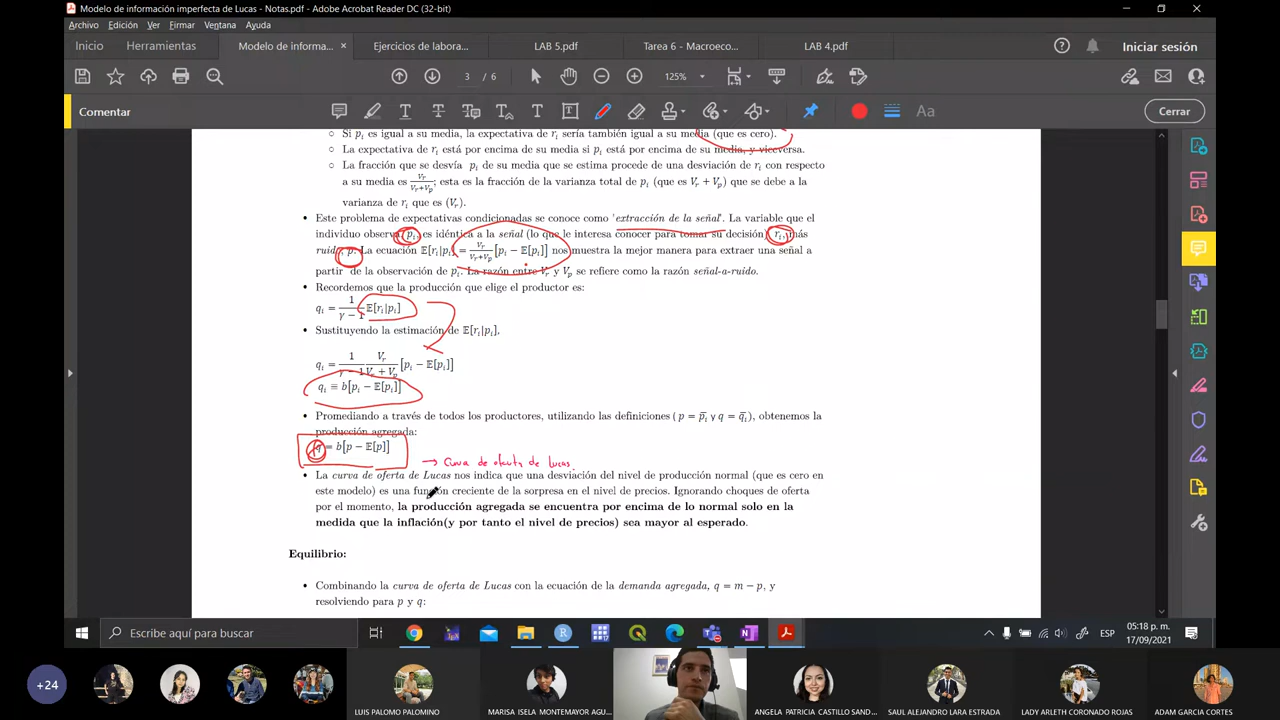 Modelo de información imperfecta de Lucas - Notas.pdf - Adobe Acrobat Reader DC (32-bit)
Archivo Edición Ver Firmar Ventana Ayuda
Inicio Herramientas Modelo de informa... × Ejercicios de labora... LAB 5.pdf Tarea 6 - Macroeco... LAB 4.pdf Iniciar sesión
3 / 6 125%
Comentar Aa Cerrar
○ Si pᵢ es igual a su media, la expectativa de rᵢ sería también igual a su media (que es cero).
○ La expectativa de rᵢ está por encima de su media si pᵢ está por encima de su media, y viceversa.
○ La fracción que se desvía pᵢ de su media que se estima procede de una desviación de rᵢ con respecto
a su media es Vᵣ/(Vᵣ+Vₚ); esta es la fracción de la varianza total de pᵢ (que es Vᵣ + Vₚ) que se debe a la
varianza de rᵢ que es (Vᵣ).
• Este problema de expectativas condicionadas se conoce como 'extracción de la señal'. La variable que el
individuo observa, pᵢ, es idéntica a la señal (lo que le interesa conocer para tomar su decisión) rᵢ, más
ruido, p. La ecuación 𝔼[rᵢ|pᵢ] = Vᵣ/(Vᵣ+Vₚ) [pᵢ − 𝔼[pᵢ]] nos muestra la mejor manera para extraer una señal a
partir de la observación de pᵢ. La razón entre Vᵣ y Vₚ se refiere como la razón señal-a-ruido.
• Recordemos que la producción que elige el productor es:
qᵢ = 1/(γ − 1) 𝔼[rᵢ|pᵢ]
• Sustituyendo la estimación de 𝔼[rᵢ|pᵢ],
qᵢ = 1/(γ − 1) Vᵣ/(Vᵣ + Vₚ) [pᵢ − 𝔼[pᵢ]]
qᵢ ≡ b[pᵢ − 𝔼[pᵢ]]
• Promediando a través de todos los productores, utilizando las definiciones ( p = p̄ᵢ y q = q̄ᵢ), obtenemos la
producción agregada:
q = b[p − 𝔼[p]]
→ Curva de oferta de lucas
• La curva de oferta de Lucas nos indica que una desviación del nivel de producción normal (que es cero en
este modelo) es una función creciente de la sorpresa en el nivel de precios. Ignorando choques de oferta
por el momento, la producción agregada se encuentra por encima de lo normal solo en la
medida que la inflación(y por tanto el nivel de precios) sea mayor al esperado.
Equilibrio:
• Combinando la curva de oferta de Lucas con la ecuación de la demanda agregada, q = m − p, y
resolviendo para p y q:
Escribe aquí para buscar
ESP
05:18 p. m.
17/09/2021
+24
LUIS PALOMO PALOMINO
MARISA ISELA MONTEMAYOR AGU...
ANGELA PATRICIA CASTILLO SAND...
SAUL ALEJANDRO LARA ESTRADA
LADY ARLETH CORONADO ROJAS
ADAM GARCIA CORTES